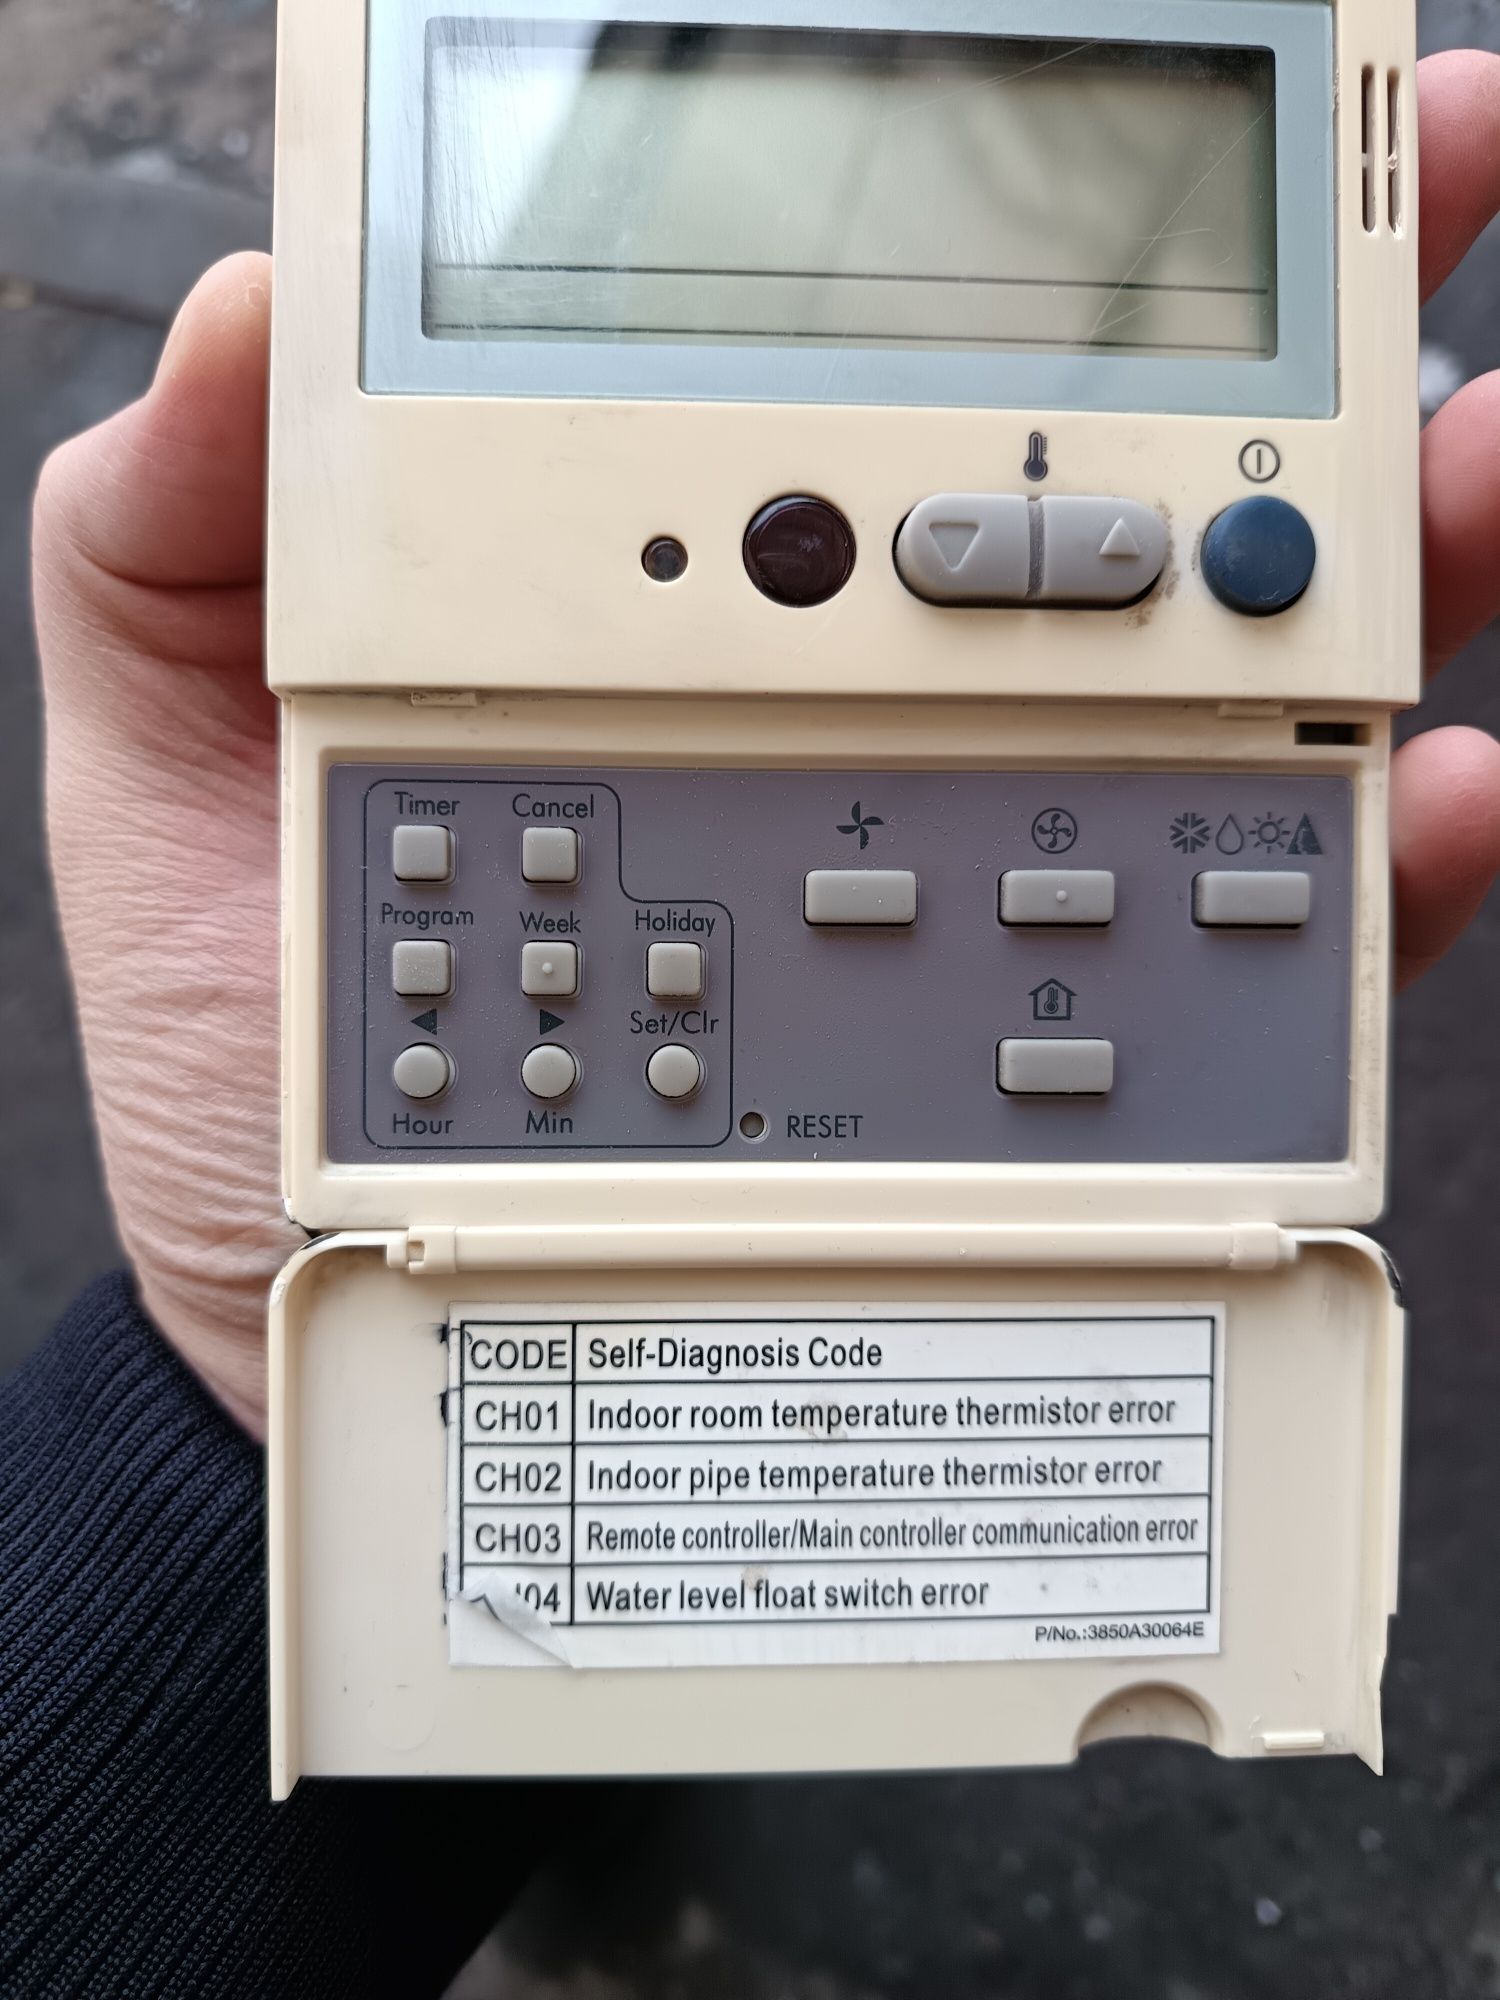 Timer Cancel
Program Week Holiday
Set/Clr
Hour Min
RESET
CODE Self-Diagnosis Code
CH01 Indoor room temperature thermistor error
CH02 Indoor pipe temperature thermistor error
CH03 Remote controller/Main controller communication error
04 Water level float switch error
P/No.:3850A30064E